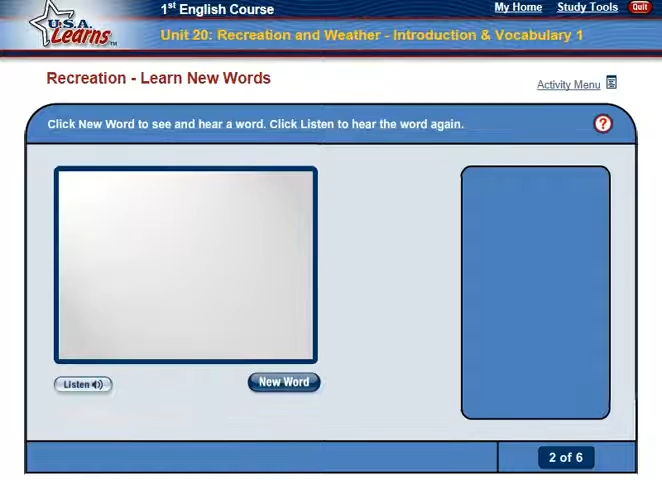 U.S.A. Learns™
1st English Course
My Home Study Tools Quit
Unit 20: Recreation and Weather - Introduction & Vocabulary 1
Recreation - Learn New Words
Activity Menu
Click New Word to see and hear a word. Click Listen to hear the word again.
?
Listen
New Word
2 of 6